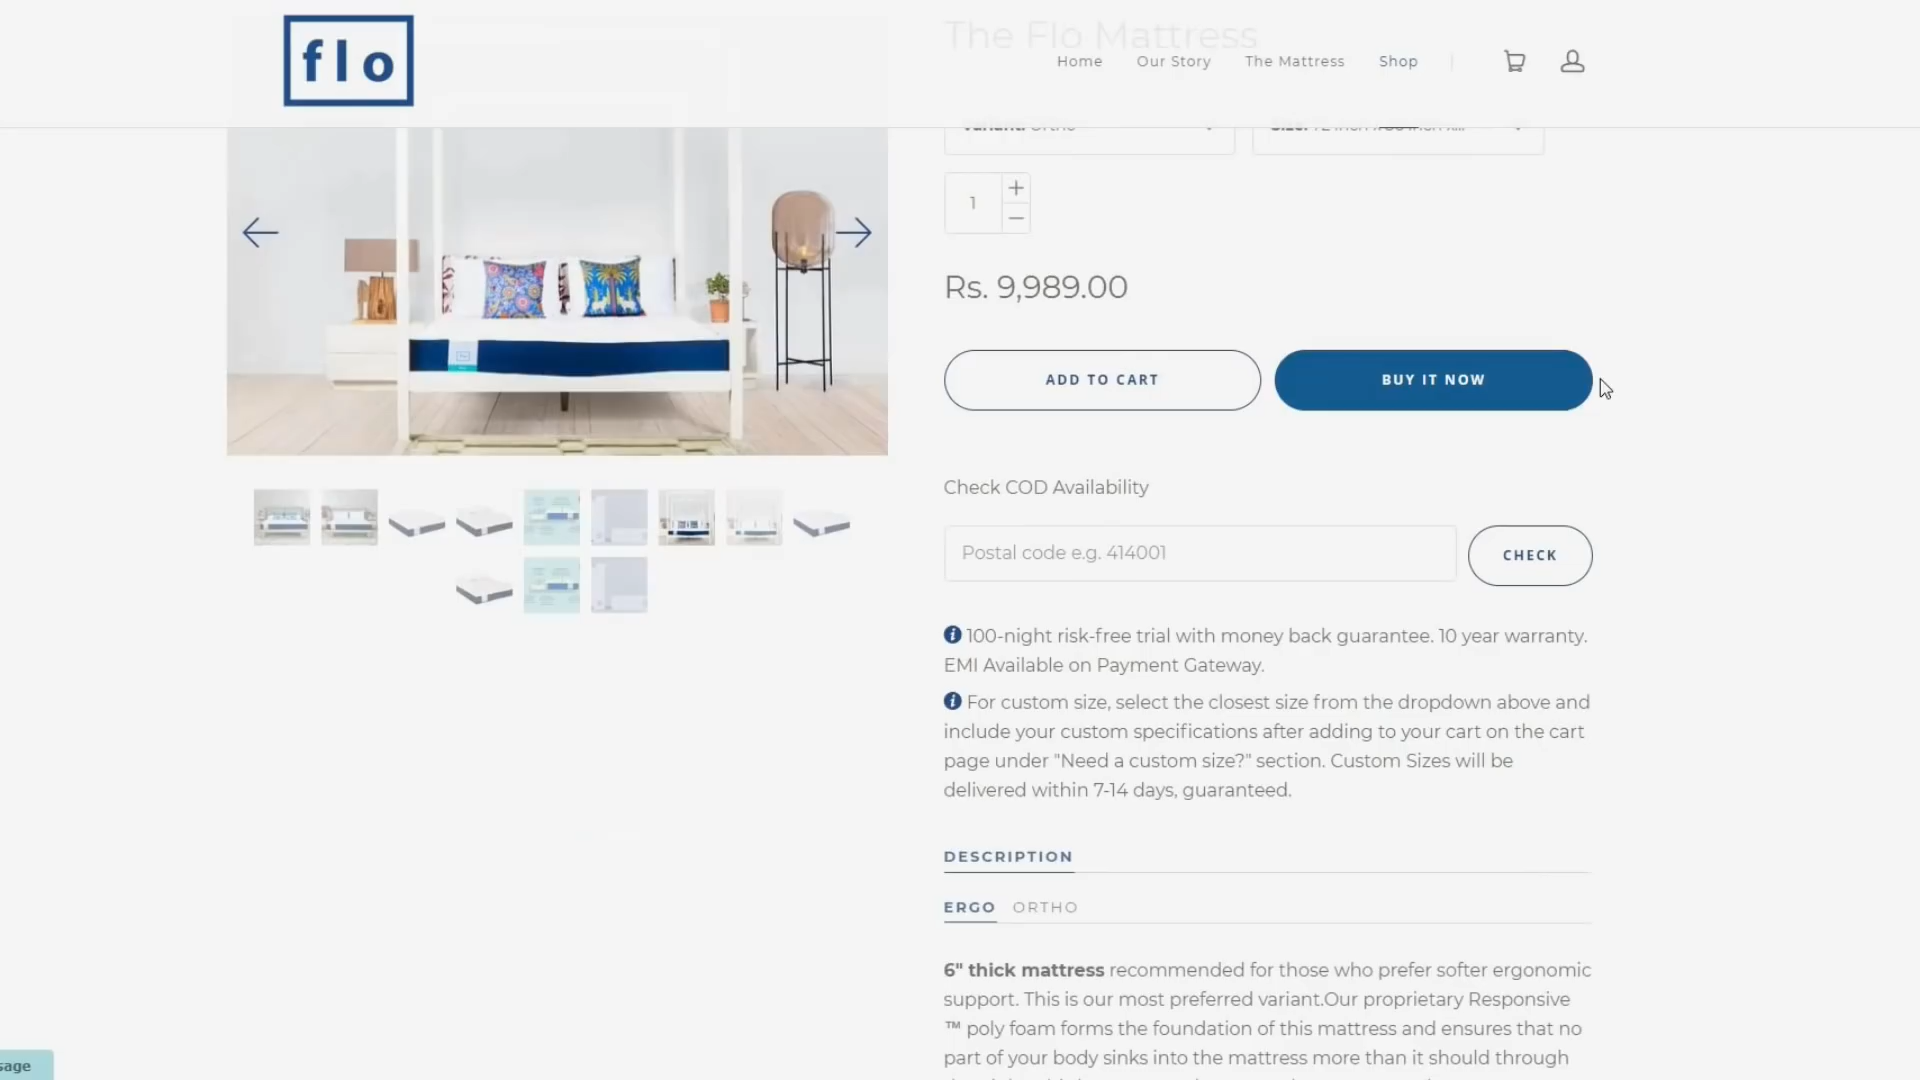 flo
The Flo Mattress
Home
Our Story
The Mattress
Shop
Variant: Ortho
1
Rs. 9,989.00
ADD TO CART
BUY IT NOW
Check COD Availability
Postal code e.g. 414001
CHECK
100-night risk-free trial with money back guarantee. 10 year warranty.
EMI Available on Payment Gateway.
For custom size, select the closest size from the dropdown above and
include your custom specifications after adding to your cart on the cart
page under "Need a custom size?" section. Custom Sizes will be
delivered within 7-14 days, guaranteed.
DESCRIPTION
ERGO ORTHO
6" thick mattress recommended for those who prefer softer ergonomic
support. This is our most preferred variant.Our proprietary Responsive
™ poly foam forms the foundation of this mattress and ensures that no
part of your body sinks into the mattress more than it should through
sage